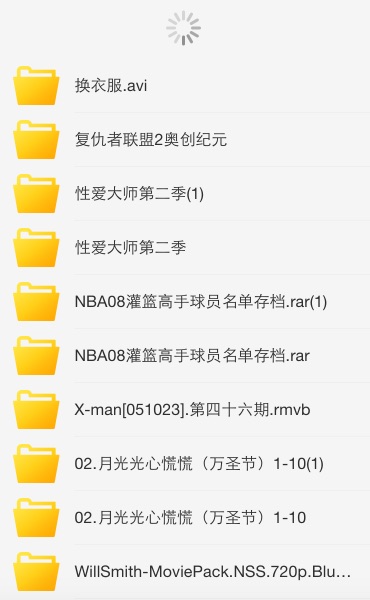 换衣服.avi
复仇者联盟2奥创纪元
性爱大师第二季(1)
性爱大师第二季
NBA08灌篮高手球员名单存档.rar(1)
NBA08灌篮高手球员名单存档.rar
X-man[051023].第四十六期.rmvb
02.月光光心慌慌（万圣节）1-10(1)
02.月光光心慌慌（万圣节）1-10
WillSmith-MoviePack.NSS.720p.Blu…